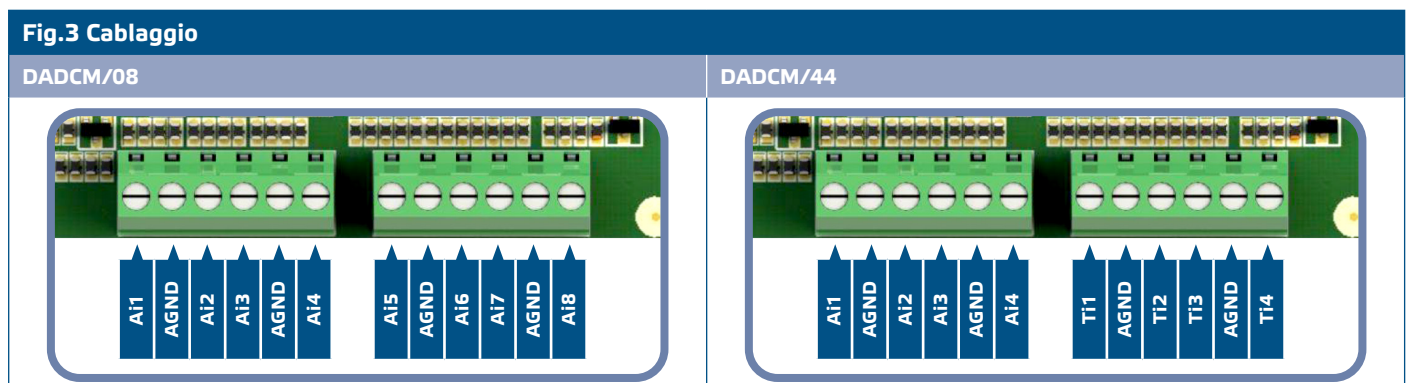 Fig.3 Cablaggio
DADCM/08
DADCM/44
Ai1 AGND Ai2 Ai3 AGND Ai4 Ai5 AGND Ai6 Ai7 AGND Ai8
Ai1 AGND Ai2 Ai3 AGND Ai4 Ti1 AGND Ti2 Ti3 AGND Ti4